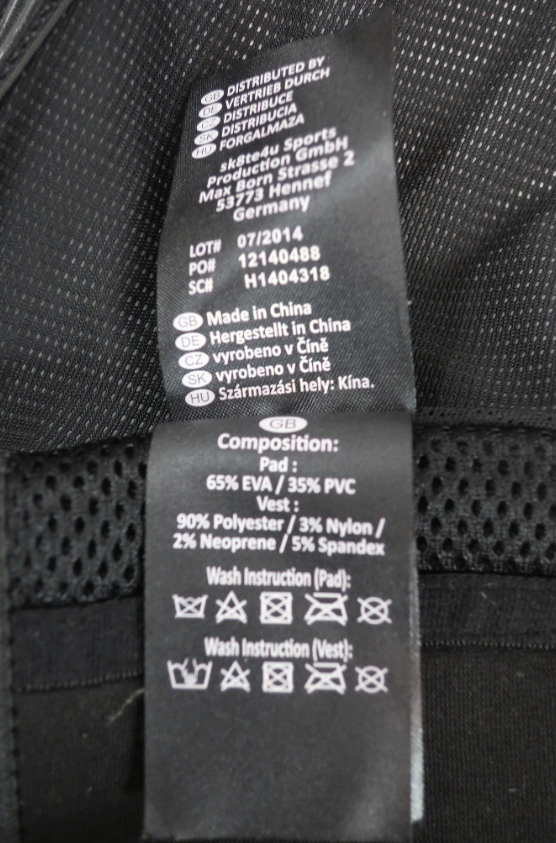 GB DISTRIBUTED BY
DE VERTRIEB DURCH
CZ DISTRIBUCE
SK DISTRIBUCIA
HU FORGALMAZA
sk8te4u Sports
Production GmbH
Max Born Strasse 2
53773 Hennef
Germany
LOT# 07/2014
PO# 12140488
SC# H1404318
GB Made in China
DE Hergestellt in China
CZ vyrobeno v Číně
SK vyrobeno v Číně
HU Származási hely: Kína.
GB
Composition:
Pad :
65% EVA / 35% PVC
Vest :
90% Polyester / 3% Nylon /
2% Neoprene / 5% Spandex
Wash Instruction (Pad):
Wash Instruction (Vest):